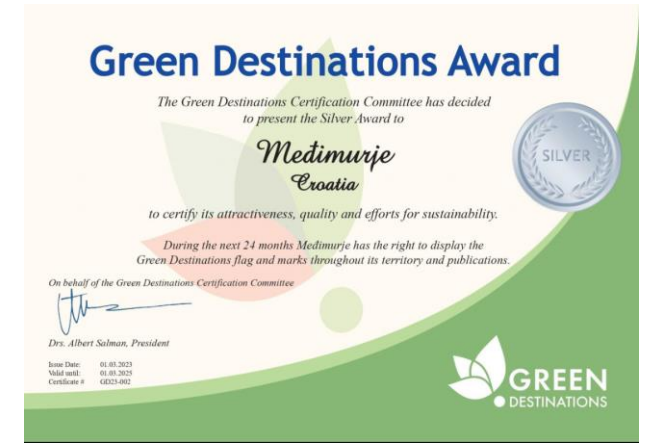 Green Destinations Award
The Green Destinations Certification Committee has decided
to present the Silver Award to
Međimurje
Croatia
SILVER
to certify its attractiveness, quality and efforts for sustainability.
During the next 24 months Međimurje has the right to display the
Green Destinations flag and marks throughout its territory and publications.
On behalf of the Green Destinations Certification Committee
Drs. Albert Salman, President
Issue Date: 01.03.2023
Valid until: 01.03.2025
Certificate # GD23-002
GREEN
DESTINATIONS